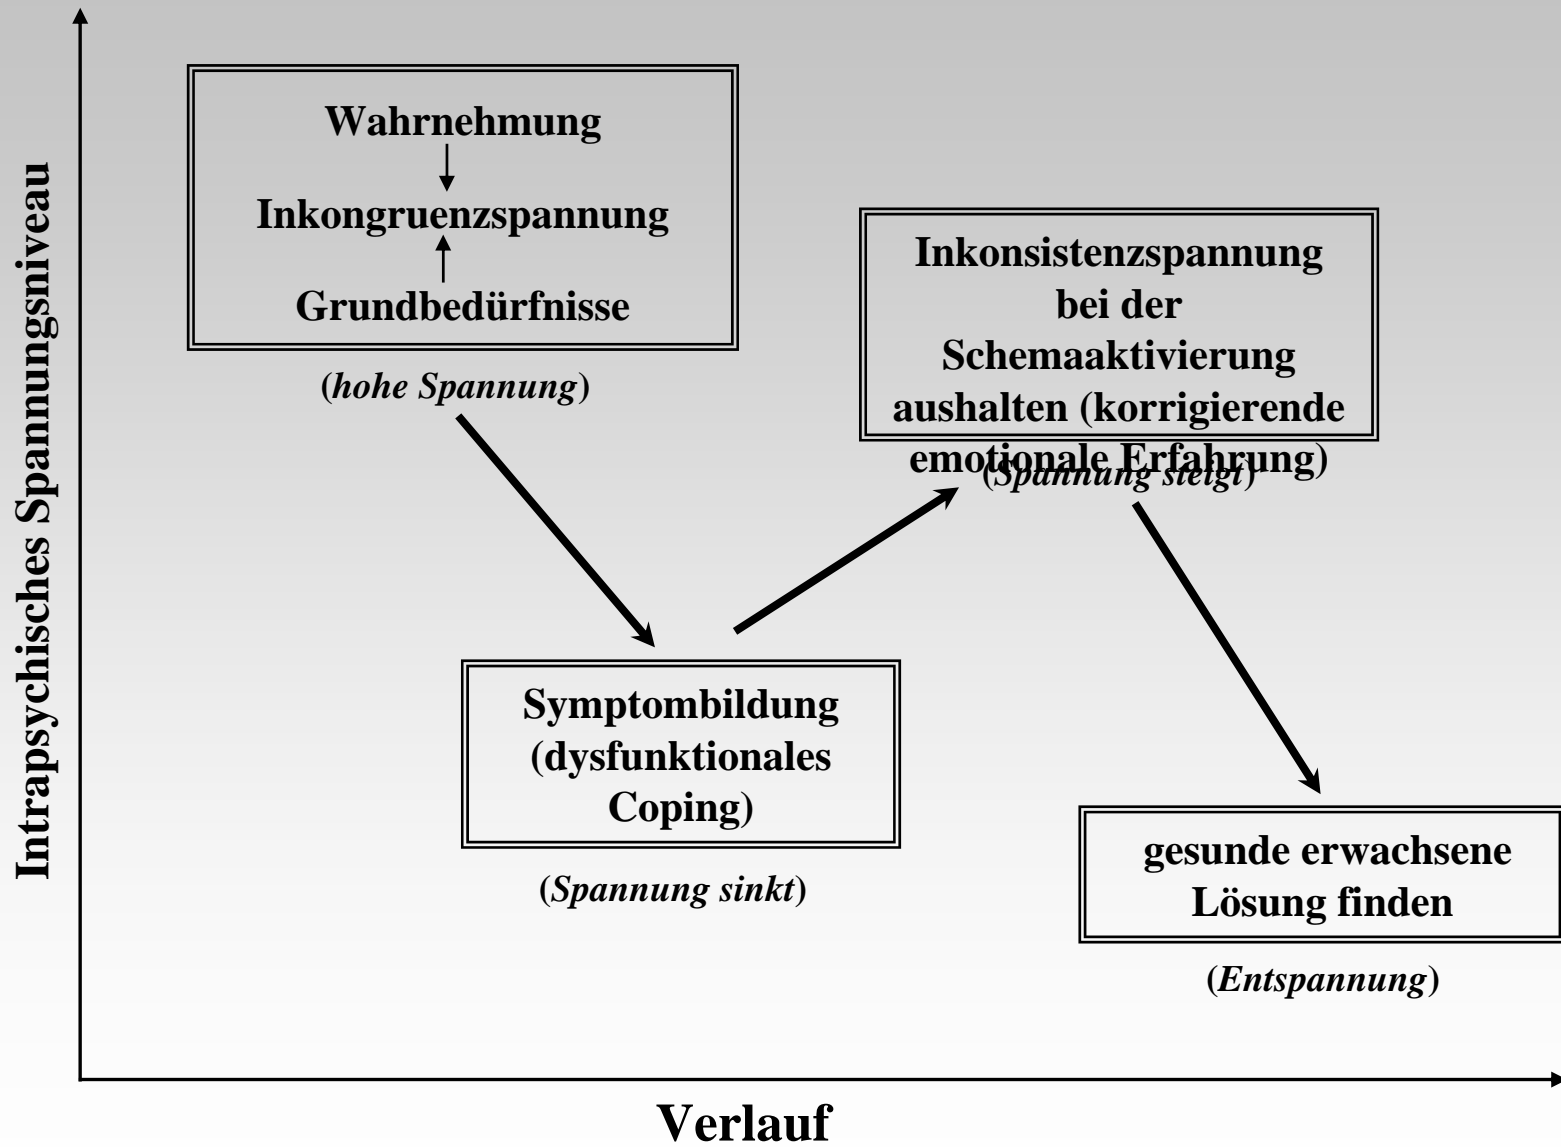 Intrapsychisches Spannungsniveau
Wahrnehmung
Inkongruenzspannung
Grundbedürfnisse
(hohe Spannung)
Symptombildung
(dysfunktionales
Coping)
(Spannung sinkt)
Inkonsistenzspannung
bei der
Schemaaktivierung
aushalten (korrigierende
emotionale Erfahrung)
(Spannung steigt)
gesunde erwachsene
Lösung finden
(Entspannung)
Verlauf